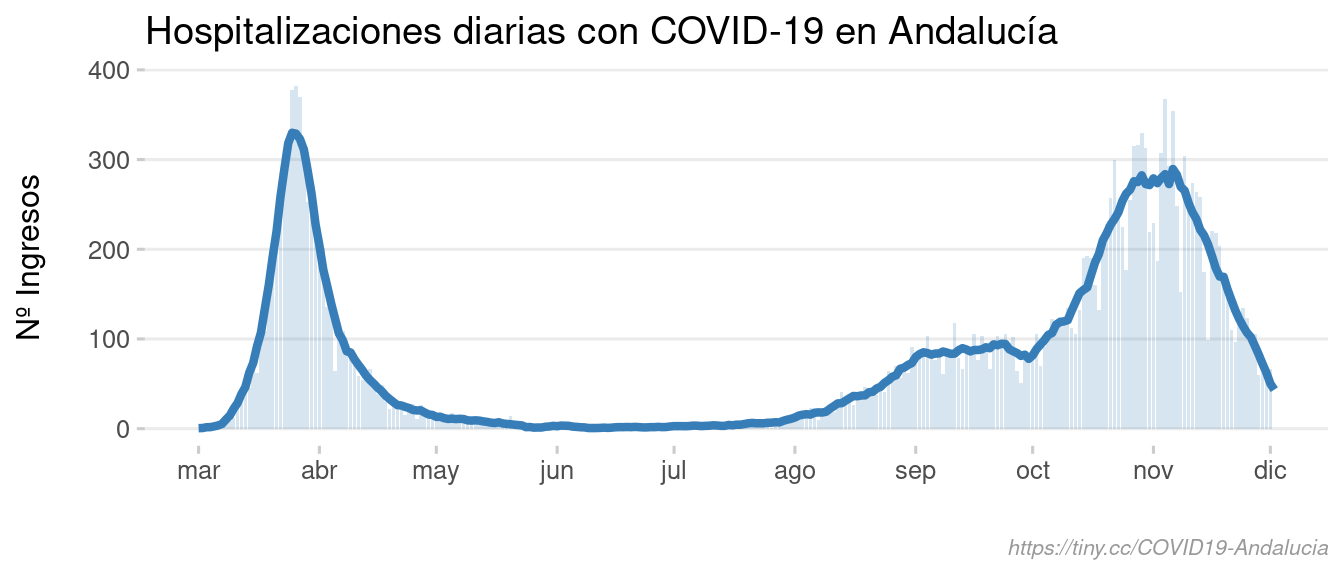 Hospitalizaciones diarias con COVID-19 en Andalucía
Nº Ingresos
400
300
200
100
0
mar abr may jun jul ago sep oct nov dic
https://tiny.cc/COVID19-Andalucia